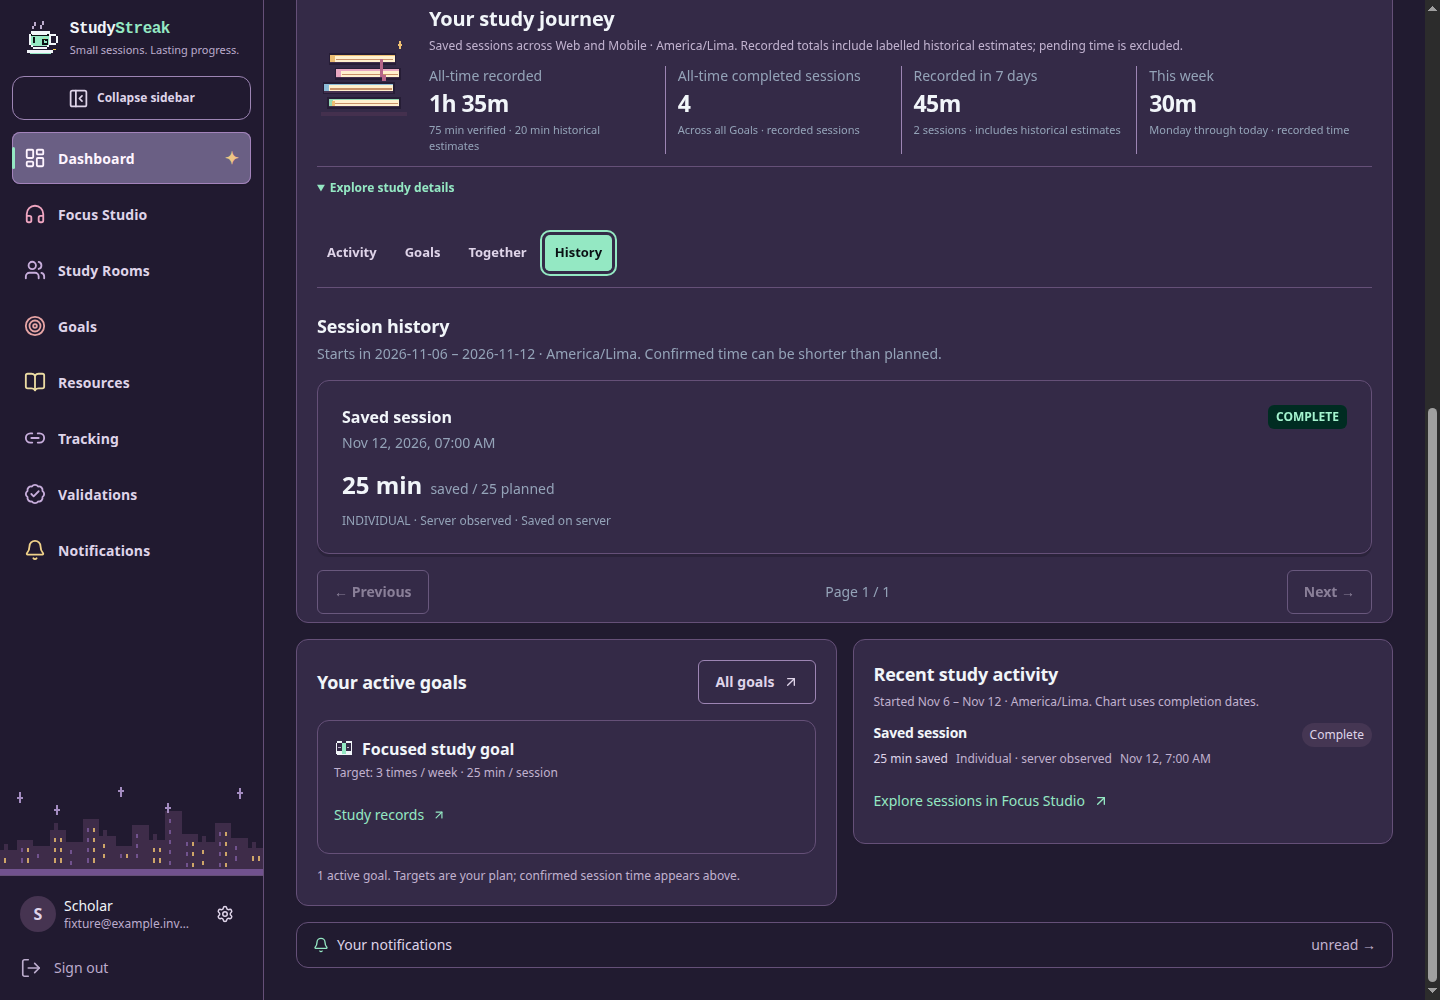 StudyStreak
Small sessions. Lasting progress.
Collapse sidebar
Dashboard
Focus Studio
Study Rooms
Goals
Resources
Tracking
Validations
Notifications
S
Scholar
fixture@example.inv...
Sign out
Your study journey
Saved sessions across Web and Mobile · America/Lima. Recorded totals include labelled historical estimates; pending time is excluded.
All-time recorded
1h 35m
75 min verified · 20 min historical
estimates
All-time completed sessions
4
Across all Goals · recorded sessions
Recorded in 7 days
45m
2 sessions · includes historical estimates
This week
30m
Monday through today · recorded time
▼ Explore study details
Activity Goals Together History
Session history
Starts in 2026-11-06 – 2026-11-12 · America/Lima. Confirmed time can be shorter than planned.
Saved session
COMPLETE
Nov 12, 2026, 07:00 AM
25 min saved / 25 planned
INDIVIDUAL · Server observed · Saved on server
← Previous
Page 1 / 1
Next →
Your active goals
All goals
Focused study goal
Target: 3 times / week · 25 min / session
Study records
1 active goal. Targets are your plan; confirmed session time appears above.
Recent study activity
Started Nov 6 – Nov 12 · America/Lima. Chart uses completion dates.
Saved session
Complete
25 min saved Individual · server observed Nov 12, 7:00 AM
Explore sessions in Focus Studio
Your notifications
unread →